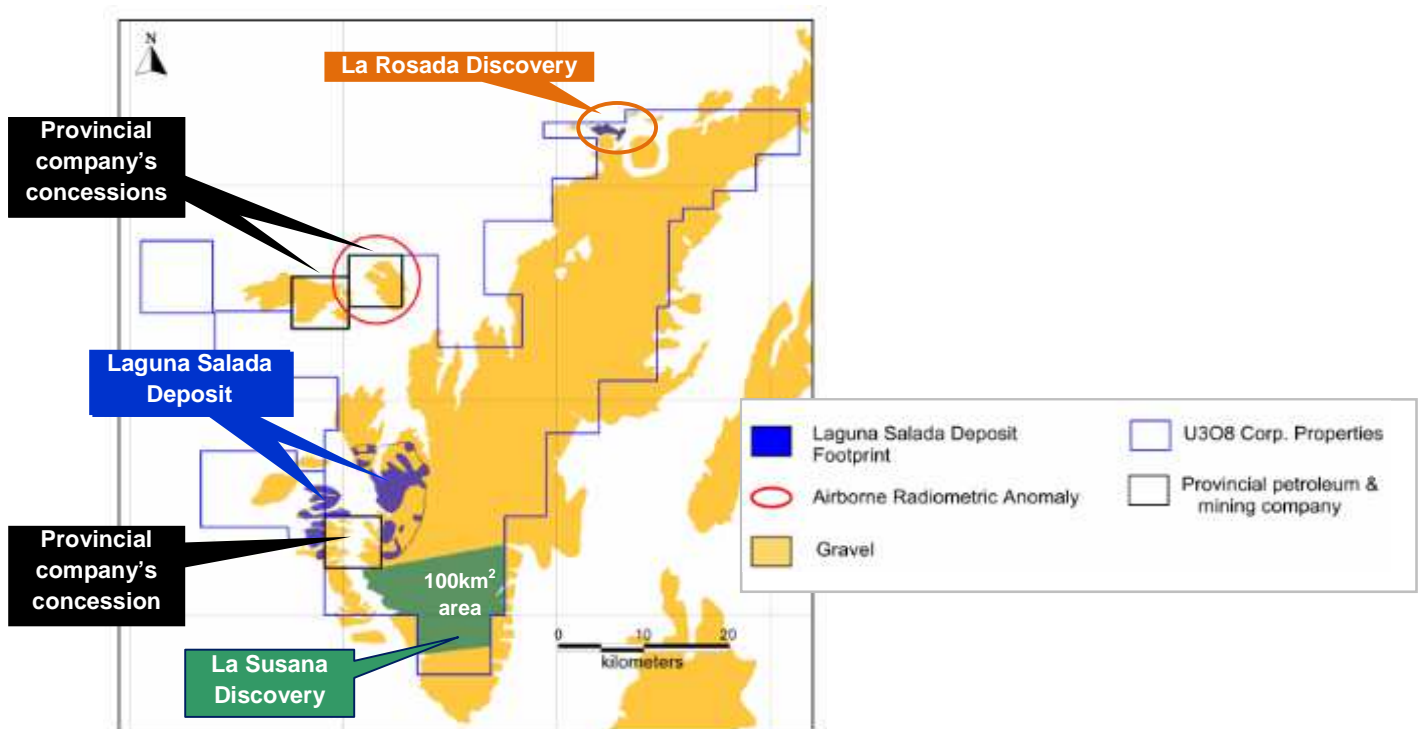 N
La Rosada Discovery
Provincial
company's
concessions
Laguna Salada
Deposit
Provincial
company's
concession
100km²
area
La Susana
Discovery
0 10 20
kilometers
Laguna Salada Deposit
Footprint
Airborne Radiometric Anomaly
Gravel
U3O8 Corp. Properties
Provincial petroleum &
mining company